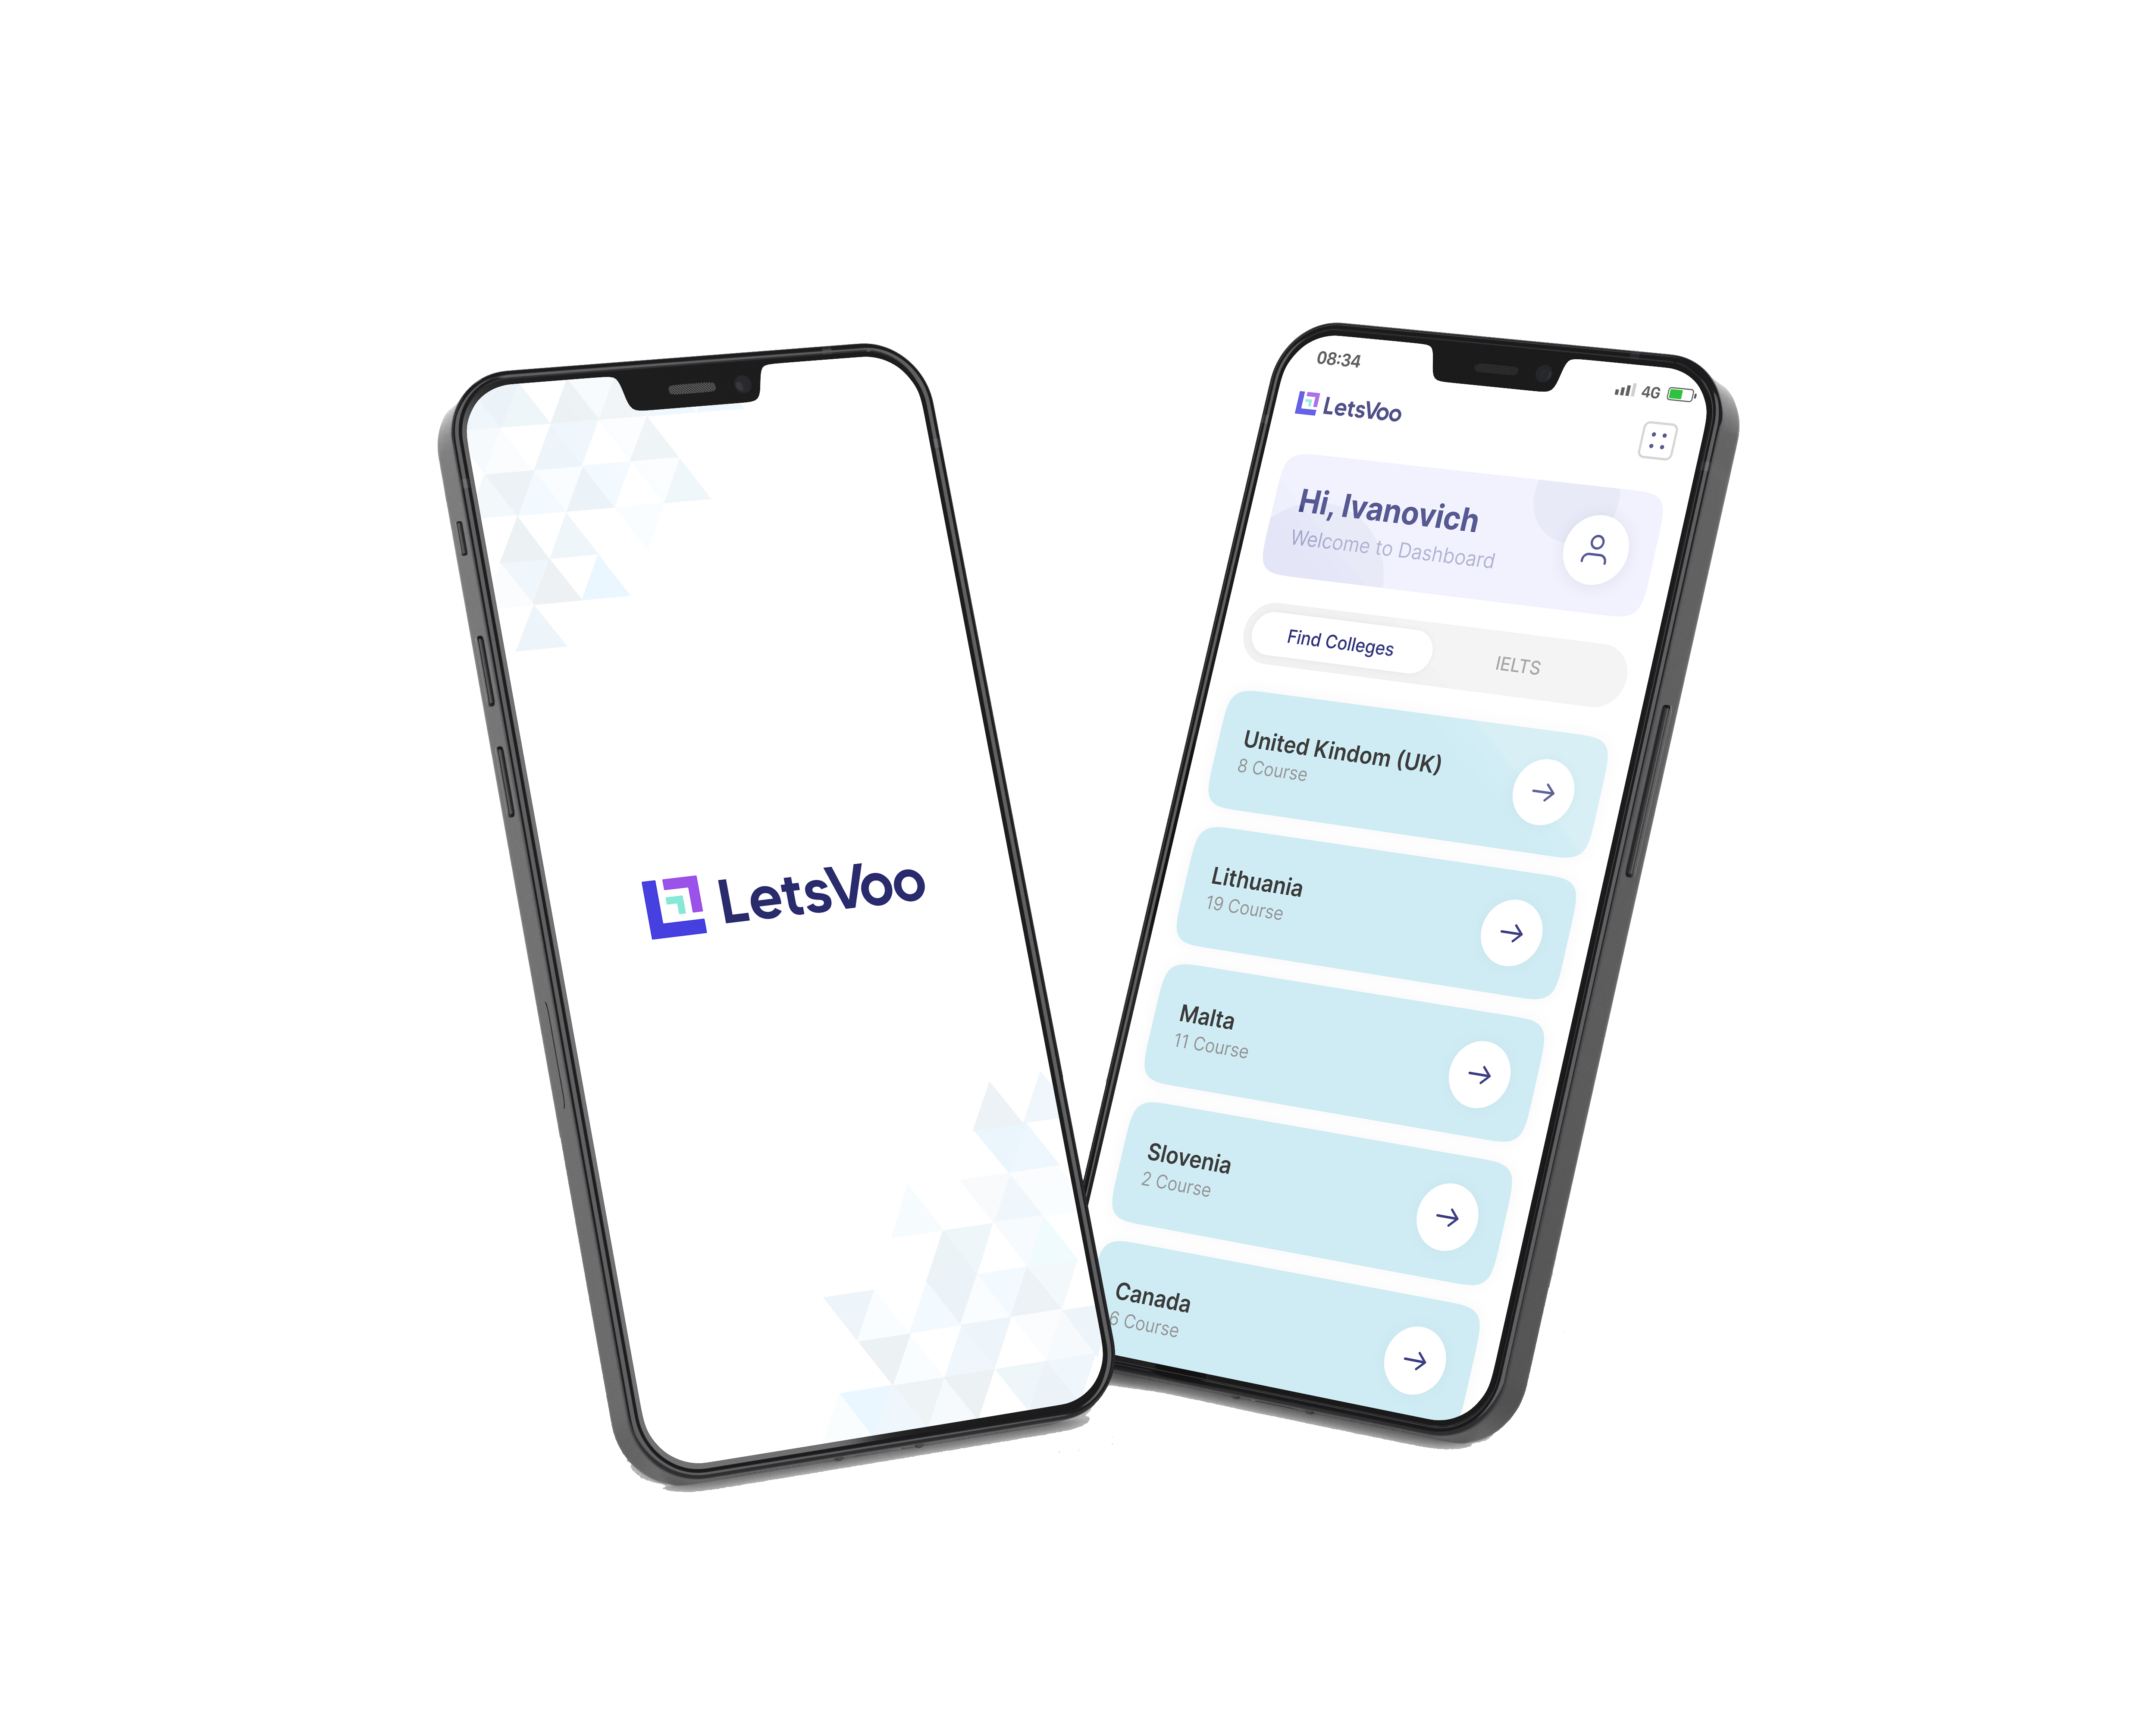 LetsVoo
08:34
4G
LetsVoo
Hi, Ivanovich
Welcome to Dashboard
Find Colleges
IELTS
United Kindom (UK)
8 Course
Lithuania
19 Course
Malta
11 Course
Slovenia
2 Course
Canada
6 Course